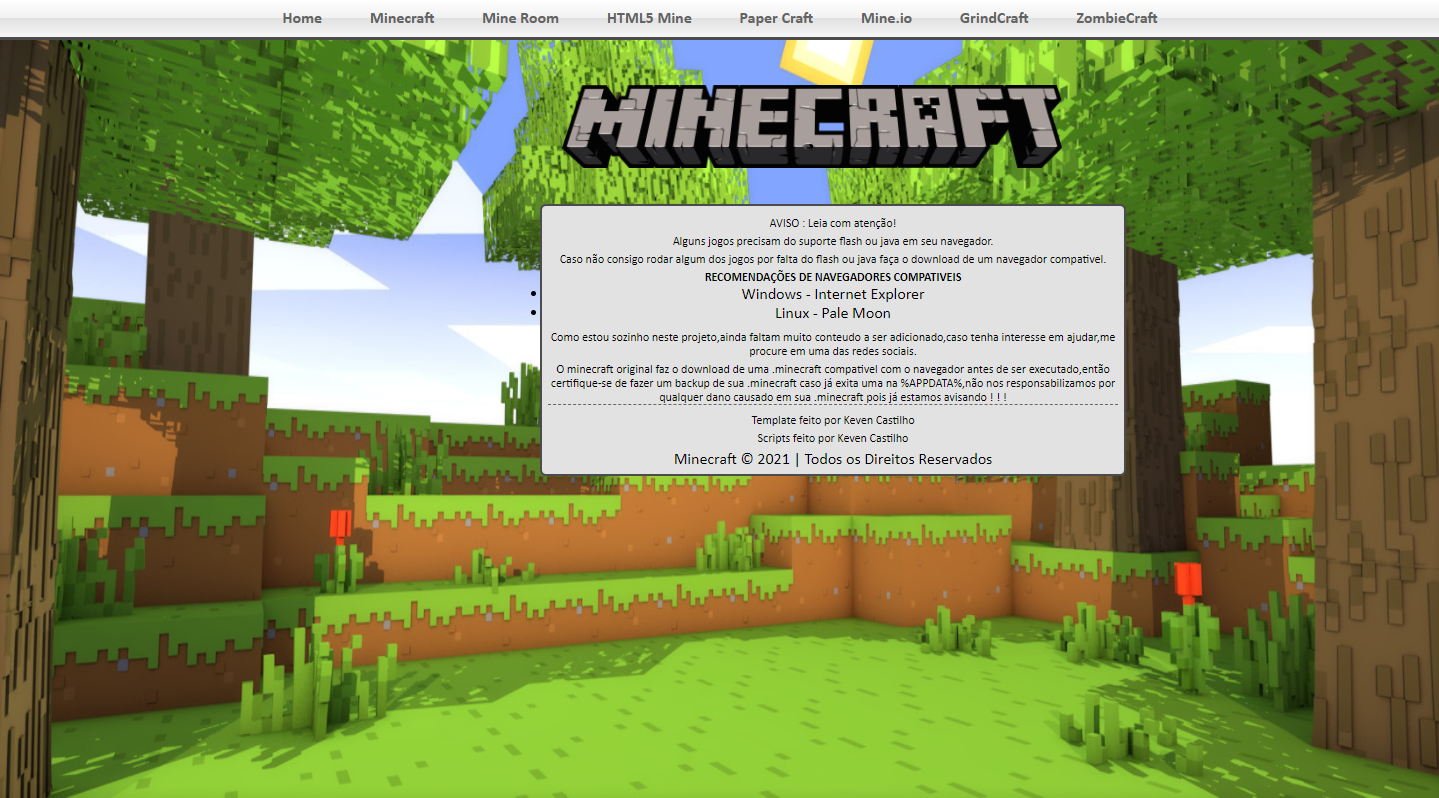 Home Minecraft Mine Room HTML5 Mine Paper Craft Mine.io GrindCraft ZombieCraft
MINECRAFT
AVISO : Leia com atenção!
Alguns jogos precisam do suporte flash ou java em seu navegador.
Caso não consigo rodar algum dos jogos por falta do flash ou java faça o download de um navegador compativel.
RECOMENDAÇÕES DE NAVEGADORES COMPATIVEIS
Windows - Internet Explorer
Linux - Pale Moon
Como estou sozinho neste projeto,ainda faltam muito conteudo a ser adicionado,caso tenha interesse em ajudar,me
procure em uma das redes sociais.
O minecraft original faz o download de uma .minecraft compativel com o navegador antes de ser executado,então
certifique-se de fazer um backup de sua .minecraft caso já exita uma na %APPDATA%,não nos responsabilizamos por
qualquer dano causado em sua .minecraft pois já estamos avisando ! ! !
Template feito por Keven Castilho
Scripts feito por Keven Castilho
Minecraft © 2021 | Todos os Direitos Reservados